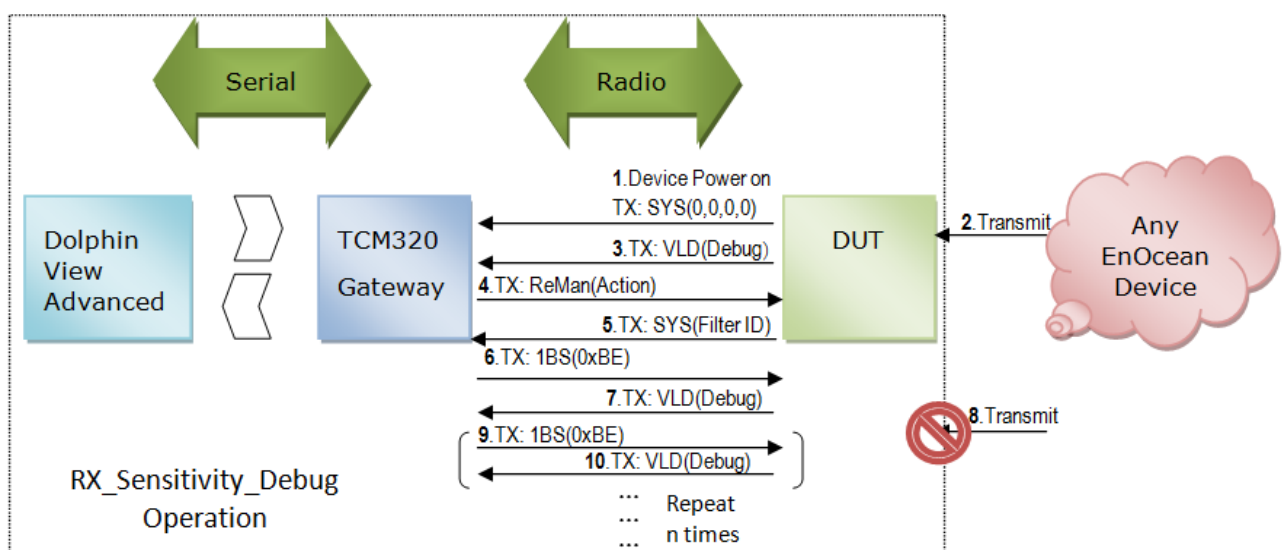 Serial
Radio
1.Device Power on
TX: SYS(0,0,0,0)
2.Transmit
3.TX: VLD(Debug)
4.TX: ReMan(Action)
5.TX: SYS(Filter ID)
6.TX: 1BS(0xBE)
7.TX: VLD(Debug)
8.Transmit
9.TX: 1BS(0xBE)
10.TX: VLD(Debug)
... Repeat
...
... n times
Dolphin
View
Advanced
TCM320
Gateway
DUT
Any
EnOcean
Device
RX_Sensitivity_Debug
Operation